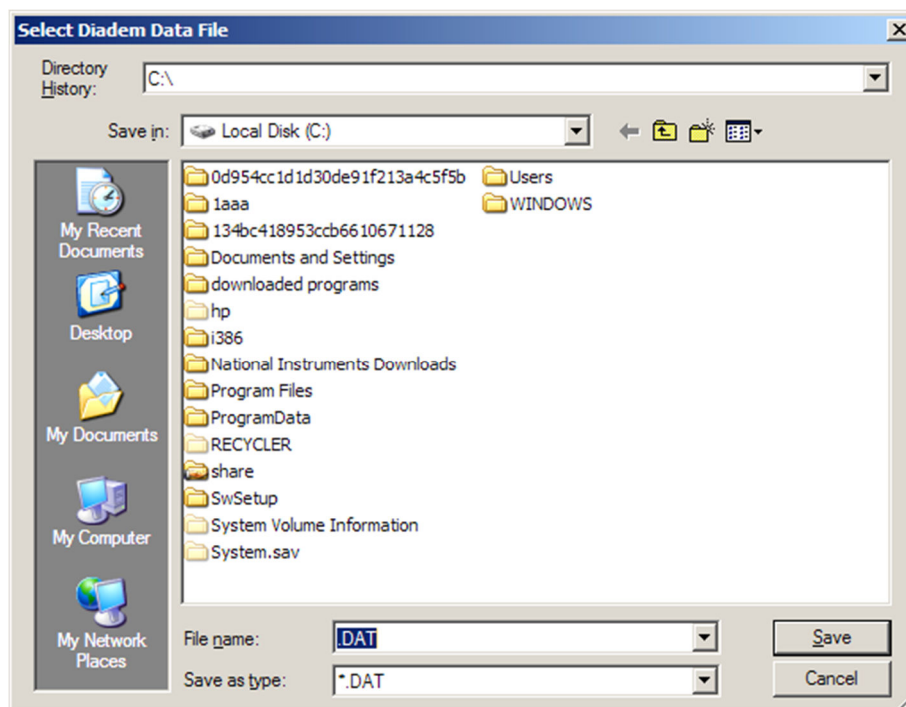 Select Diadem Data File
Directory
History:
C:\
Save in:
Local Disk (C:)
My Recent
Documents
Desktop
My Documents
My Computer
My Network
Places
0d954cc1d1d30de91f213a4c5f5b
1aaa
134bc418953ccb6610671128
Documents and Settings
downloaded programs
hp
i386
National Instruments Downloads
Program Files
ProgramData
RECYCLER
share
SwSetup
System Volume Information
System.sav
Users
WINDOWS
File name:
.DAT
Save
Save as type:
*.DAT
Cancel